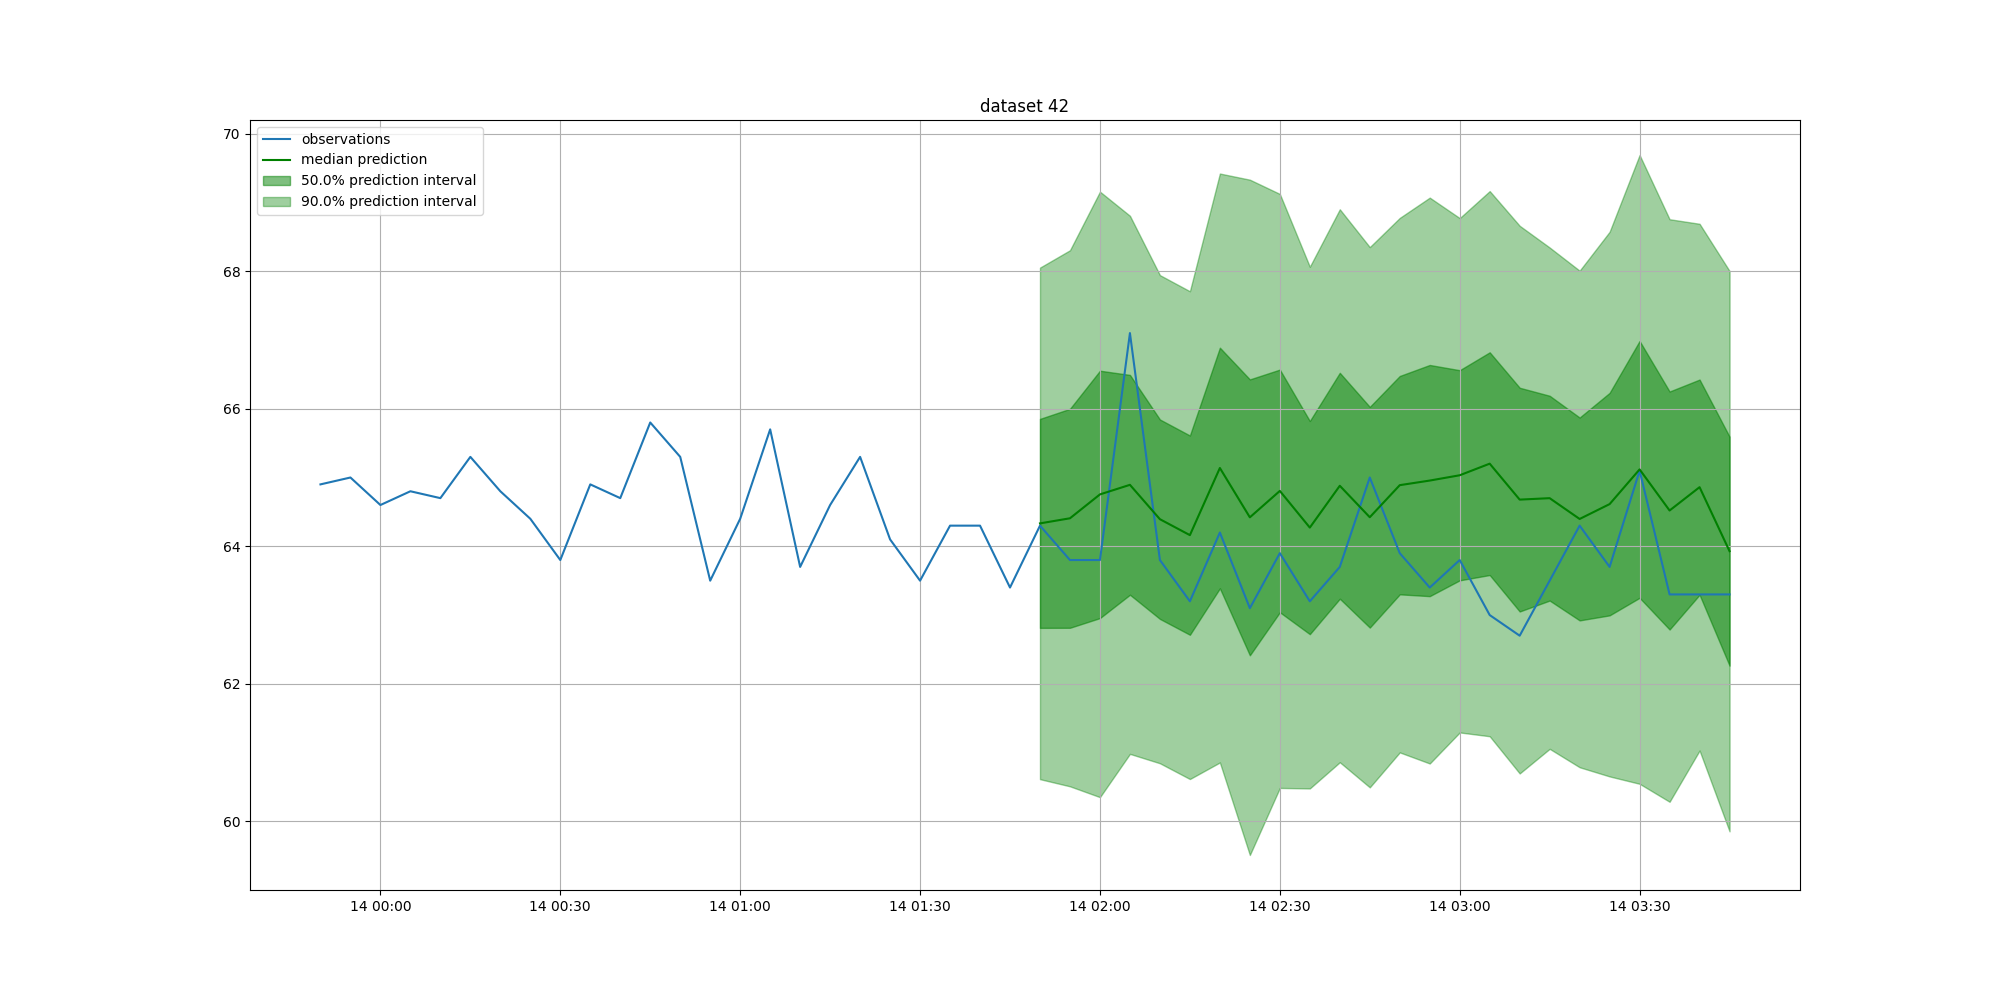 dataset 42
observations
median prediction
50.0% prediction interval
90.0% prediction interval
70
68
66
64
62
60
14 00:00
14 00:30
14 01:00
14 01:30
14 02:00
14 02:30
14 03:00
14 03:30